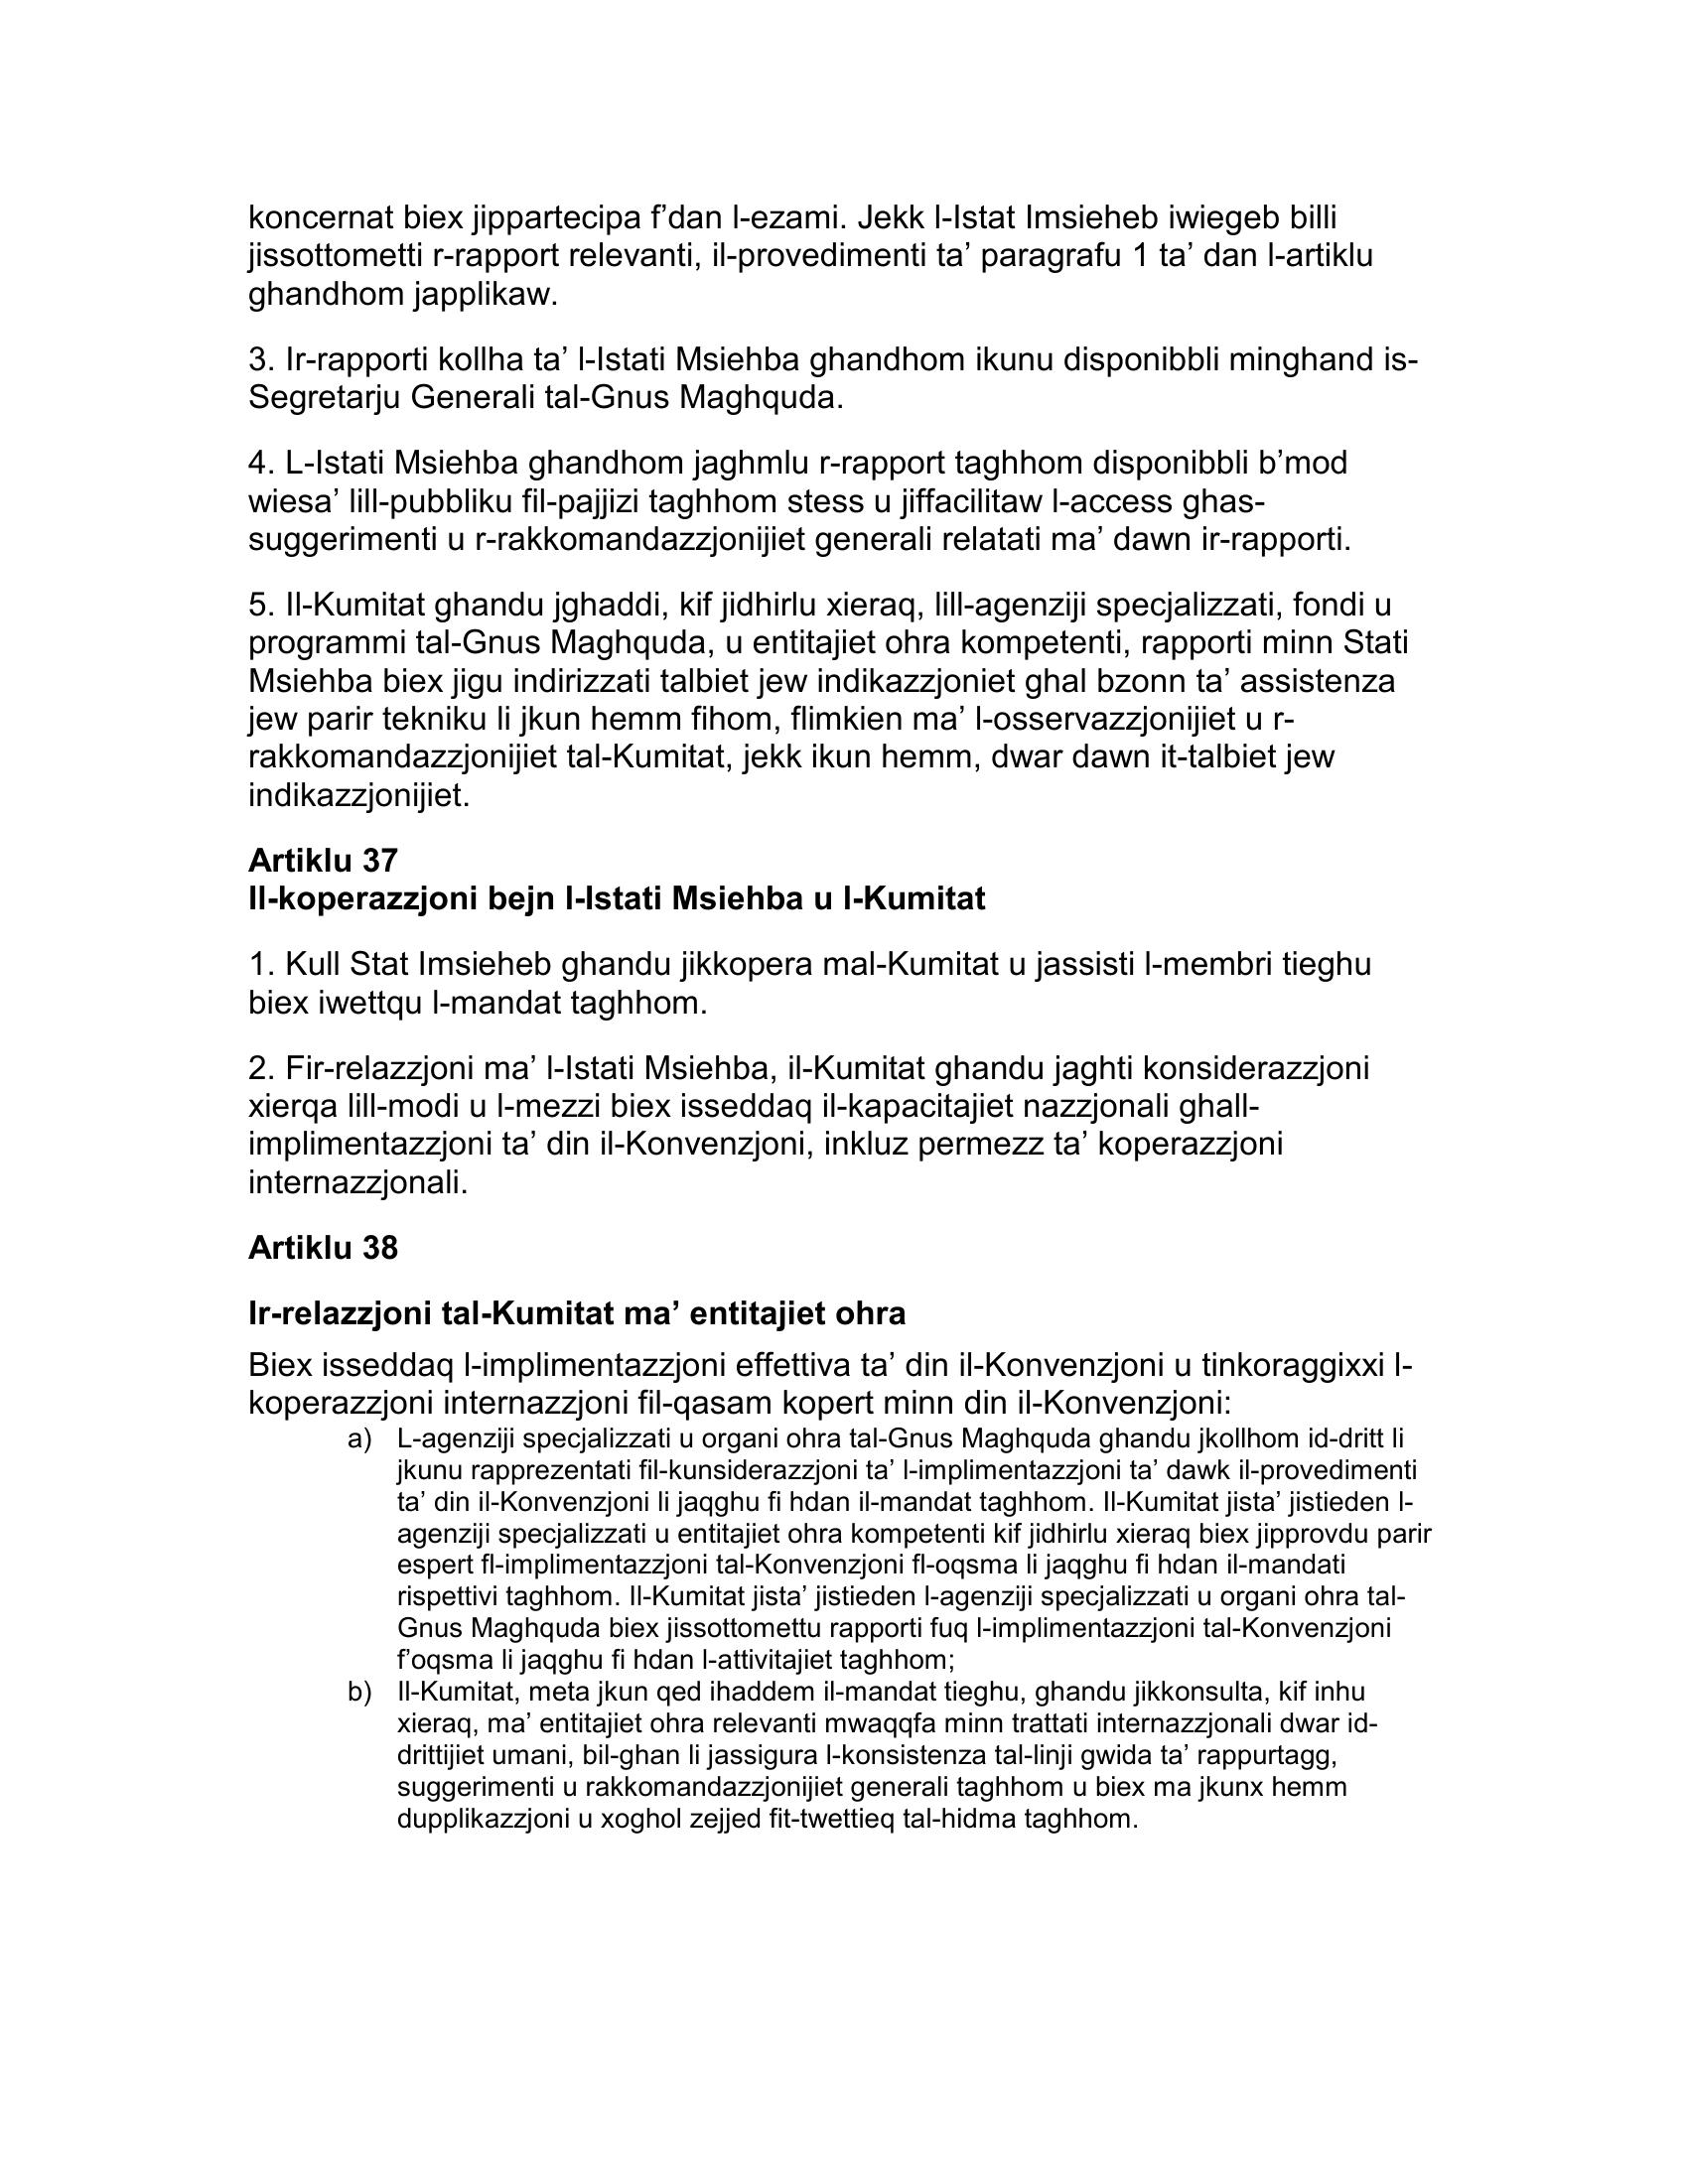 koncernat biex jippartecipa f’dan l-ezami. Jekk l-Istat Imsieheb iwiegeb billi
jissottometti r-rapport relevanti, il-provedimenti ta’ paragrafu 1 ta’ dan l-artiklu
ghandhom japplikaw.
3. Ir-rapporti kollha ta’ l-Istati Msiehba ghandhom ikunu disponibbli minghand is-
Segretarju Generali tal-Gnus Maghquda.
4. L-Istati Msiehba ghandhom jaghmlu r-rapport taghhom disponibbli b’mod
wiesa’ lill-pubbliku fil-pajjizi taghhom stess u jiffacilitaw l-access ghas-
suggerimenti u r-rakkomandazzjonijiet generali relatati ma’ dawn ir-rapporti.
5. Il-Kumitat ghandu jghaddi, kif jidhirlu xieraq, lill-agenziji specjalizzati, fondi u
programmi tal-Gnus Maghquda, u entitajiet ohra kompetenti, rapporti minn Stati
Msiehba biex jigu indirizzati talbiet jew indikazzjoniet ghal bzonn ta’ assistenza
jew parir tekniku li jkun hemm fihom, flimkien ma’ l-osservazzjonijiet u r-
rakkomandazzjonijiet tal-Kumitat, jekk ikun hemm, dwar dawn it-talbiet jew
indikazzjonijiet.
Artiklu 37
Il-koperazzjoni bejn l-Istati Msiehba u l-Kumitat
1. Kull Stat Imsieheb ghandu jikkopera mal-Kumitat u jassisti l-membri tieghu
biex iwettqu l-mandat taghhom.
2. Fir-relazzjoni ma’ l-Istati Msiehba, il-Kumitat ghandu jaghti konsiderazzjoni
xierqa lill-modi u l-mezzi biex isseddaq il-kapacitajiet nazzjonali ghall-
implimentazzjoni ta’ din il-Konvenzjoni, inkluz permezz ta’ koperazzjoni
internazzjonali.
Artiklu 38
Ir-relazzjoni tal-Kumitat ma’ entitajiet ohra
Biex isseddaq l-implimentazzjoni effettiva ta’ din il-Konvenzjoni u tinkoraggixxi l-
koperazzjoni internazzjoni fil-qasam kopert minn din il-Konvenzjoni:
a) L-agenziji specjalizzati u organi ohra tal-Gnus Maghquda ghandu jkollhom id-dritt li
jkunu rapprezentati fil-kunsiderazzjoni ta’ l-implimentazzjoni ta’ dawk il-provedimenti
ta’ din il-Konvenzjoni li jaqghu fi hdan il-mandat taghhom. Il-Kumitat jista’ jistieden l-
agenziji specjalizzati u entitajiet ohra kompetenti kif jidhirlu xieraq biex jipprovdu parir
espert fl-implimentazzjoni tal-Konvenzjoni fl-oqsma li jaqghu fi hdan il-mandati
rispettivi taghhom. Il-Kumitat jista’ jistieden l-agenziji specjalizzati u organi ohra tal-
Gnus Maghquda biex jissottomettu rapporti fuq l-implimentazzjoni tal-Konvenzjoni
f’oqsma li jaqghu fi hdan l-attivitajiet taghhom;
b) Il-Kumitat, meta jkun qed ihaddem il-mandat tieghu, ghandu jikkonsulta, kif inhu
xieraq, ma’ entitajiet ohra relevanti mwaqqfa minn trattati internazzjonali dwar id-
drittijiet umani, bil-ghan li jassigura l-konsistenza tal-linji gwida ta’ rappurtagg,
suggerimenti u rakkomandazzjonijiet generali taghhom u biex ma jkunx hemm
dupplikazzjoni u xoghol zejjed fit-twettieq tal-hidma taghhom.